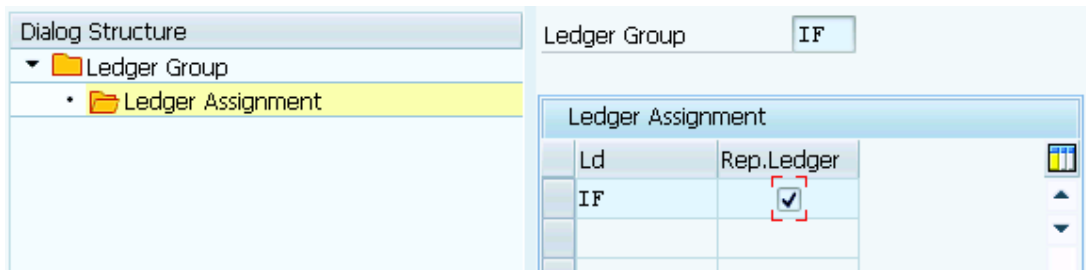 Dialog Structure
Ledger Group
Ledger Assignment
Ledger Group IF
Ledger Assignment
Ld Rep.Ledger
IF